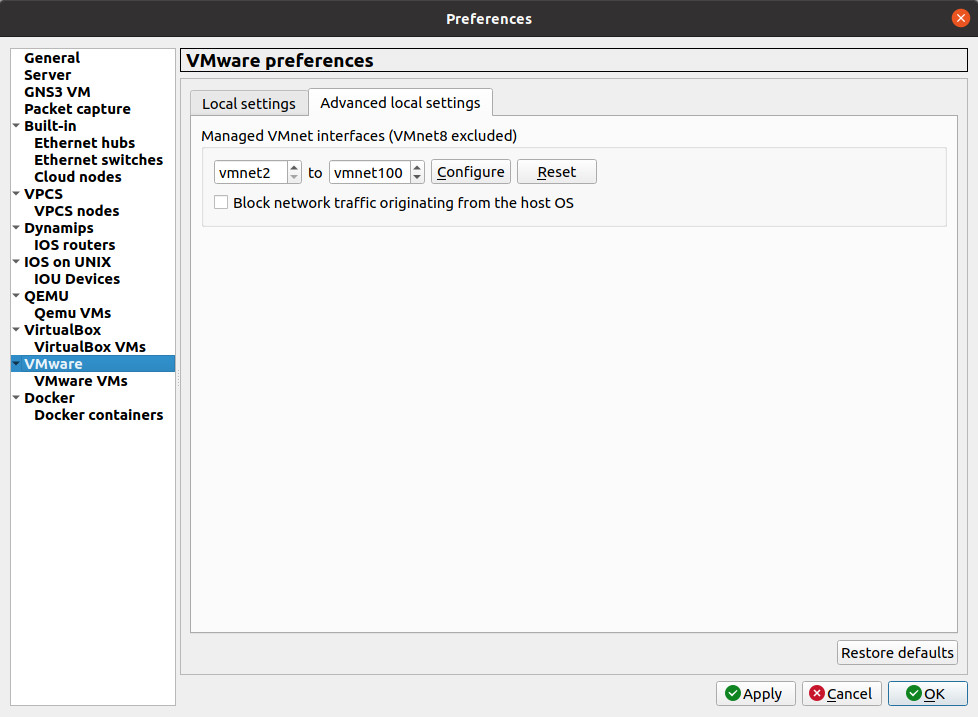 Preferences
General
Server
GNS3 VM
Packet capture
Built-in
Ethernet hubs
Ethernet switches
Cloud nodes
VPCS
VPCS nodes
Dynamips
IOS routers
IOS on UNIX
IOU Devices
QEMU
Qemu VMs
VirtualBox
VirtualBox VMs
VMware
VMware VMs
Docker
Docker containers
VMware preferences
Local settings Advanced local settings
Managed VMnet interfaces (VMnet8 excluded)
vmnet2 to vmnet100 Configure Reset
Block network traffic originating from the host OS
Restore defaults
Apply Cancel OK